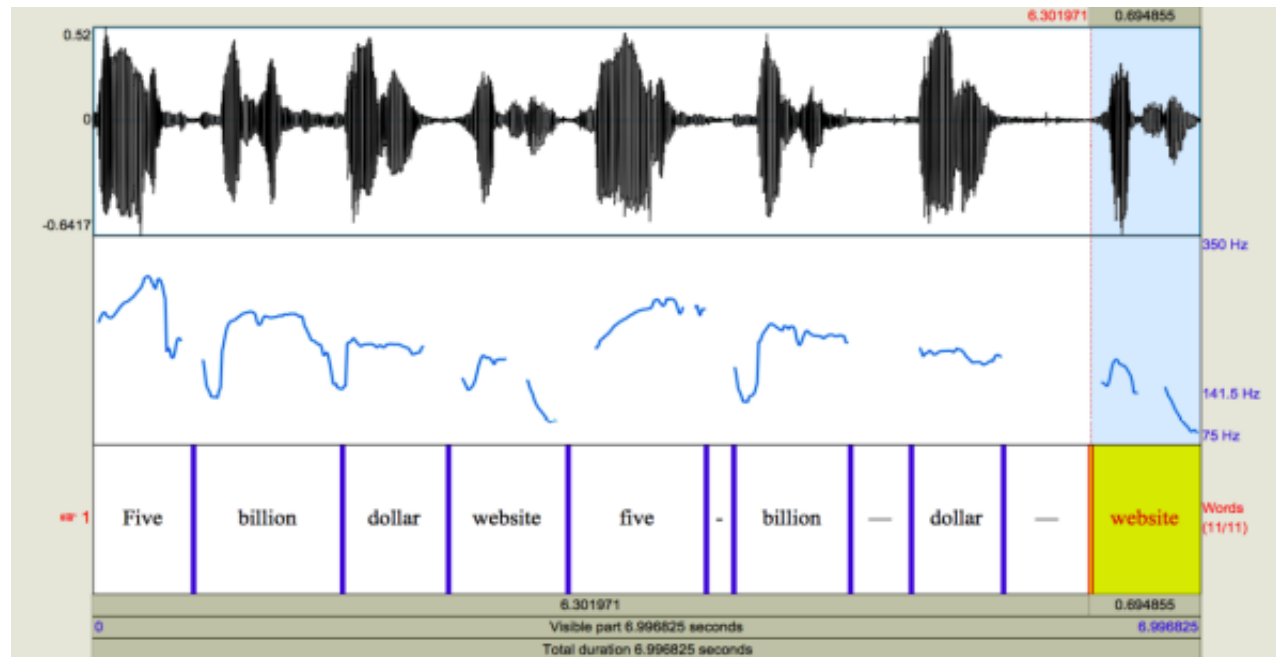 6.301971 0.694855
0.52
0
-0.6417
350 Hz
141.5 Hz
75 Hz
1 Five billion dollar website five - billion — dollar — website
Words
(11/11)
6.301971 0.694855
0 Visible part 6.996825 seconds 6.996825
Total duration 6.996825 seconds